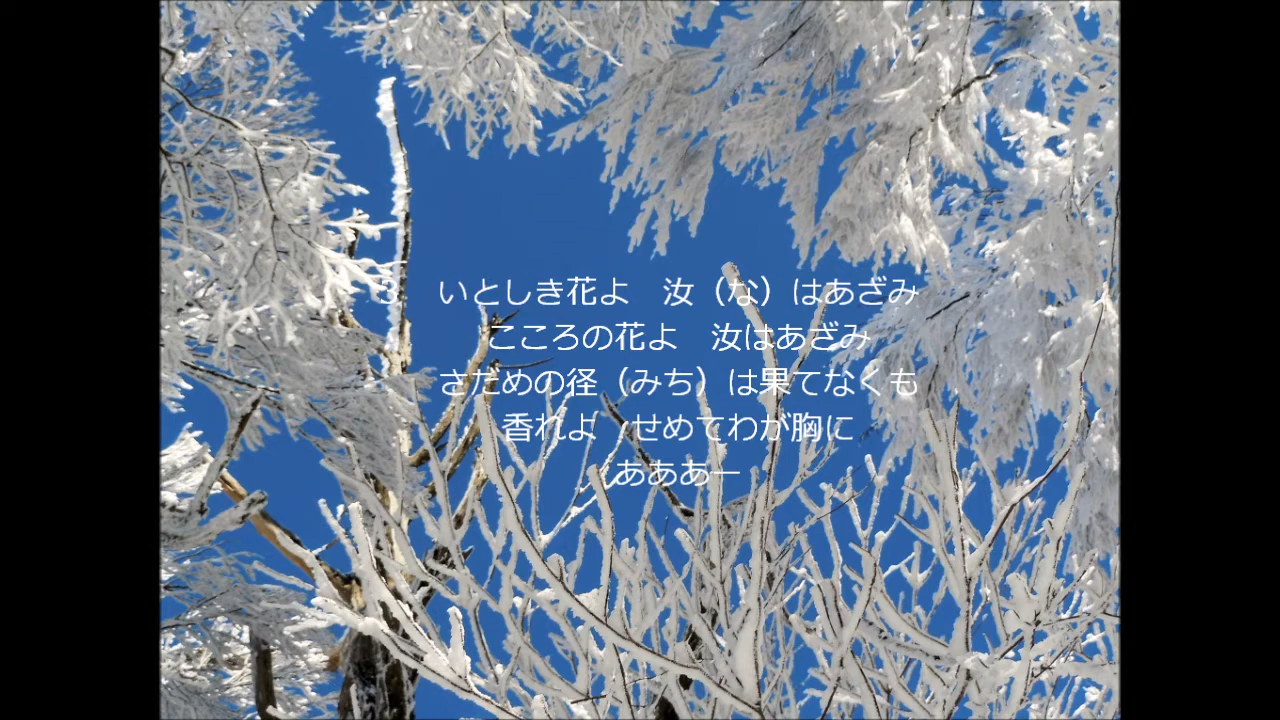 3. いとしき花よ　汝（な）はあざみ
こころの花よ　汝はあざみ
さだめの径（みち）は果てなくも
香れよ　せめてわが胸に
あああ―